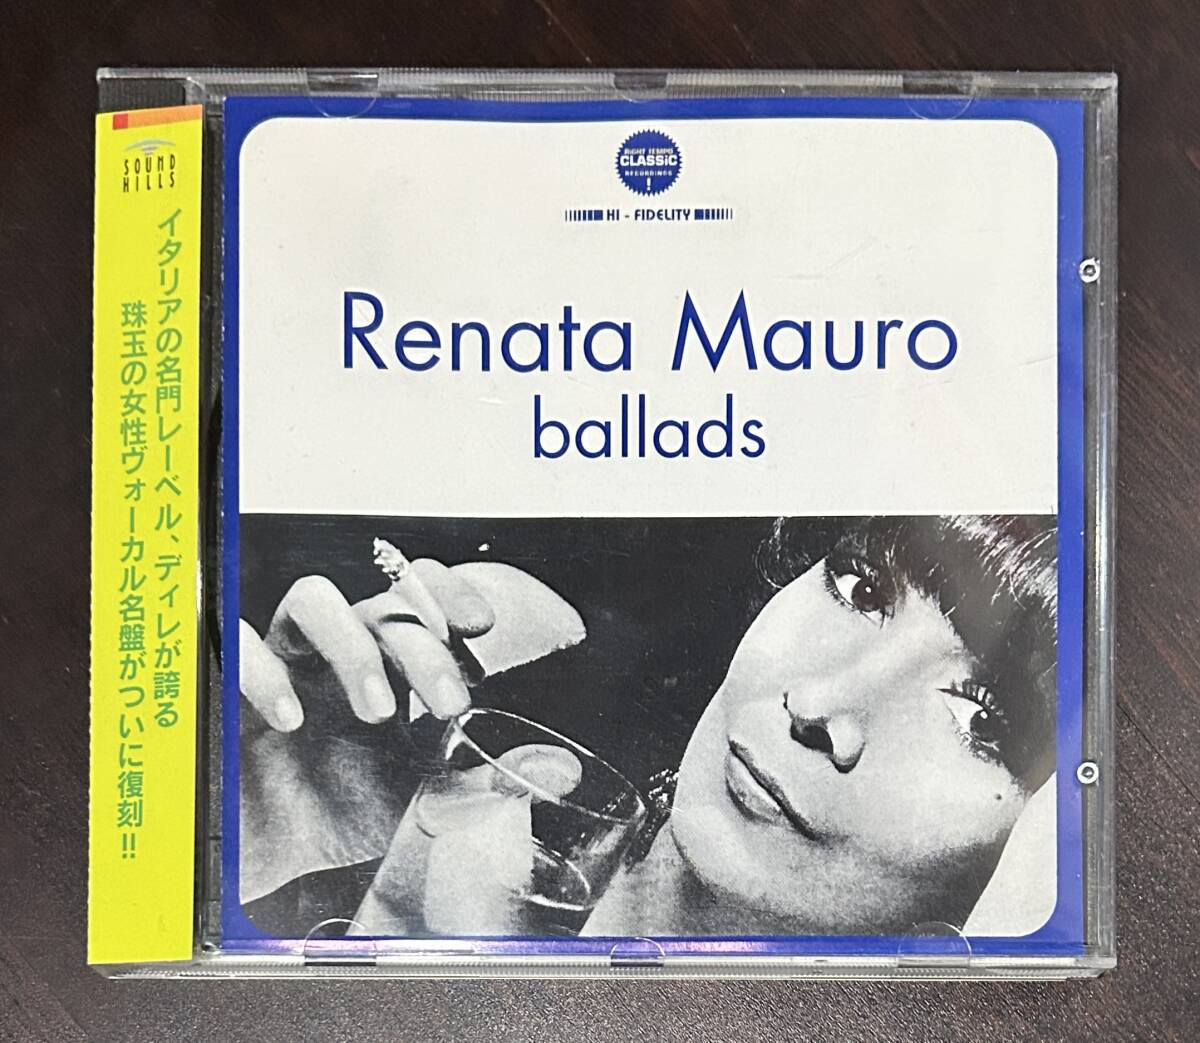 SOUND
HILLS
イタリアの名門レーベル、ディレが誇る
珠玉の女性ヴォーカル名盤がついに復刻!!
RIGHT TEMPO
CLASSiC
RECORDINGS
!
HI - FIDELITY
Renata Mauro
ballads